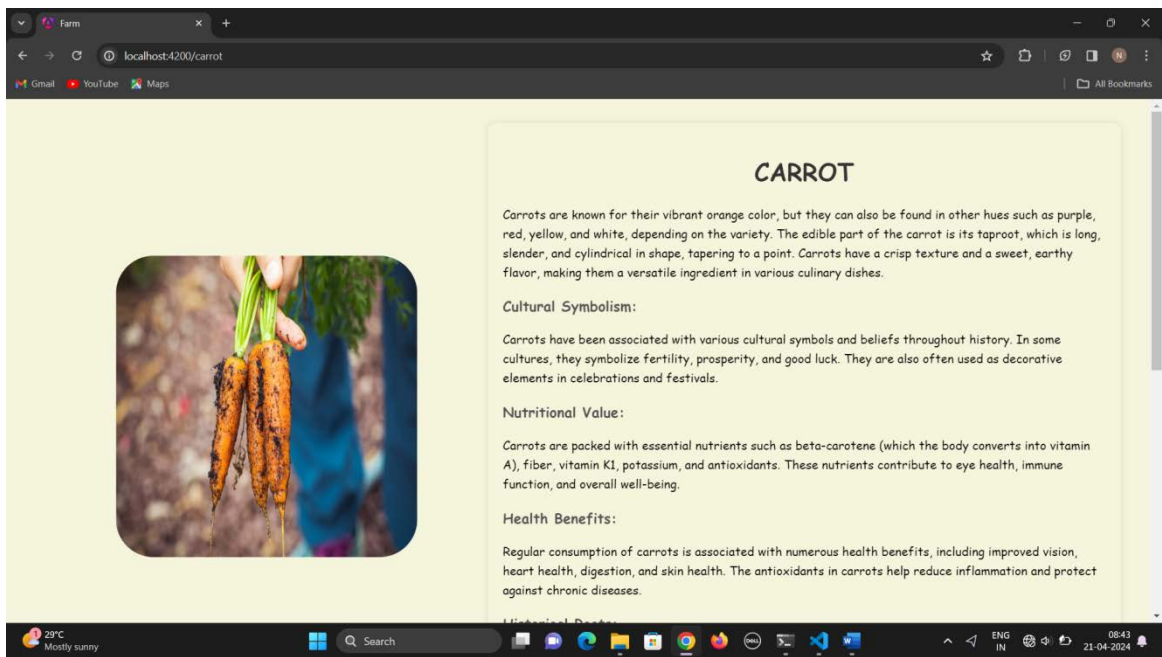 Farm
localhost:4200/carrot
N
Gmail
YouTube
Maps
All Bookmarks
CARROT
Carrots are known for their vibrant orange color, but they can also be found in other hues such as purple,
red, yellow, and white, depending on the variety. The edible part of the carrot is its taproot, which is long,
slender, and cylindrical in shape, tapering to a point. Carrots have a crisp texture and a sweet, earthy
flavor, making them a versatile ingredient in various culinary dishes.
Cultural Symbolism:
Carrots have been associated with various cultural symbols and beliefs throughout history. In some
cultures, they symbolize fertility, prosperity, and good luck. They are also often used as decorative
elements in celebrations and festivals.
Nutritional Value:
Carrots are packed with essential nutrients such as beta-carotene (which the body converts into vitamin
A), fiber, vitamin K1, potassium, and antioxidants. These nutrients contribute to eye health, immune
function, and overall well-being.
Health Benefits:
Regular consumption of carrots is associated with numerous health benefits, including improved vision,
heart health, digestion, and skin health. The antioxidants in carrots help reduce inflammation and protect
against chronic diseases.
1
29°C
Mostly sunny
Search
DELL
ENG
IN
08:43
21-04-2024